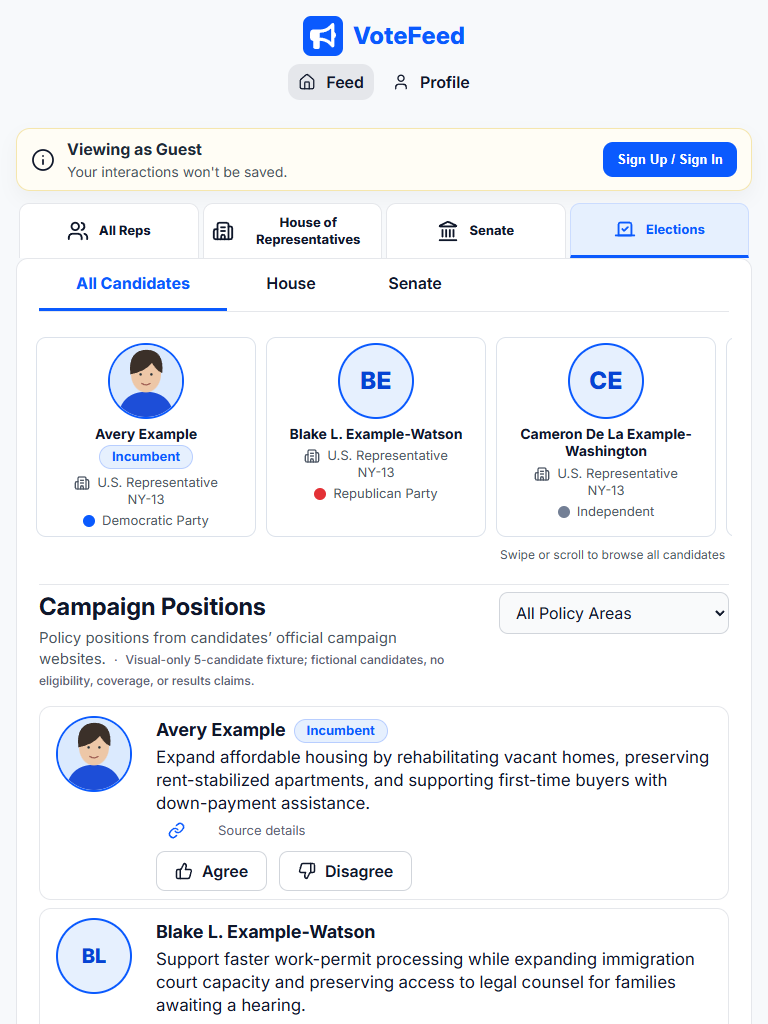 VoteFeed
Feed
Profile
Viewing as Guest
Your interactions won't be saved.
Sign Up / Sign In
All Reps
House of
Representatives
Senate
Elections
All Candidates
House
Senate
Avery Example
Incumbent
U.S. Representative
NY-13
Democratic Party
BE
Blake L. Example-Watson
U.S. Representative
NY-13
Republican Party
CE
Cameron De La Example-
Washington
U.S. Representative
NY-13
Independent
Swipe or scroll to browse all candidates
Campaign Positions
All Policy Areas
Policy positions from candidates’ official campaign
websites. · Visual-only 5-candidate fixture; fictional candidates, no
eligibility, coverage, or results claims.
Avery Example Incumbent
Expand affordable housing by rehabilitating vacant homes, preserving
rent-stabilized apartments, and supporting first-time buyers with
down-payment assistance.
Source details
Agree
Disagree
BL
Blake L. Example-Watson
Support faster work-permit processing while expanding immigration
court capacity and preserving access to legal counsel for families
awaiting a hearing.